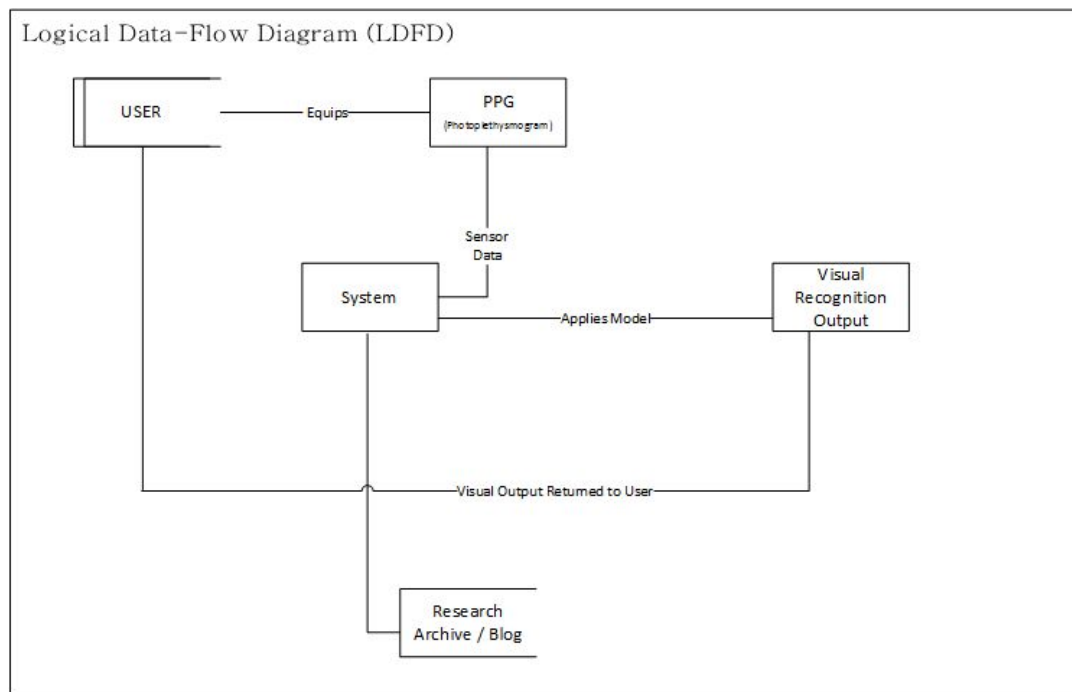 Logical Data-Flow Diagram (LDFD)
USER
Equips
PPG
(Photoplethysmogram)
Sensor
Data
System
Applies Model
Visual
Recognition
Output
Visual Output Returned to User
Research
Archive / Blog